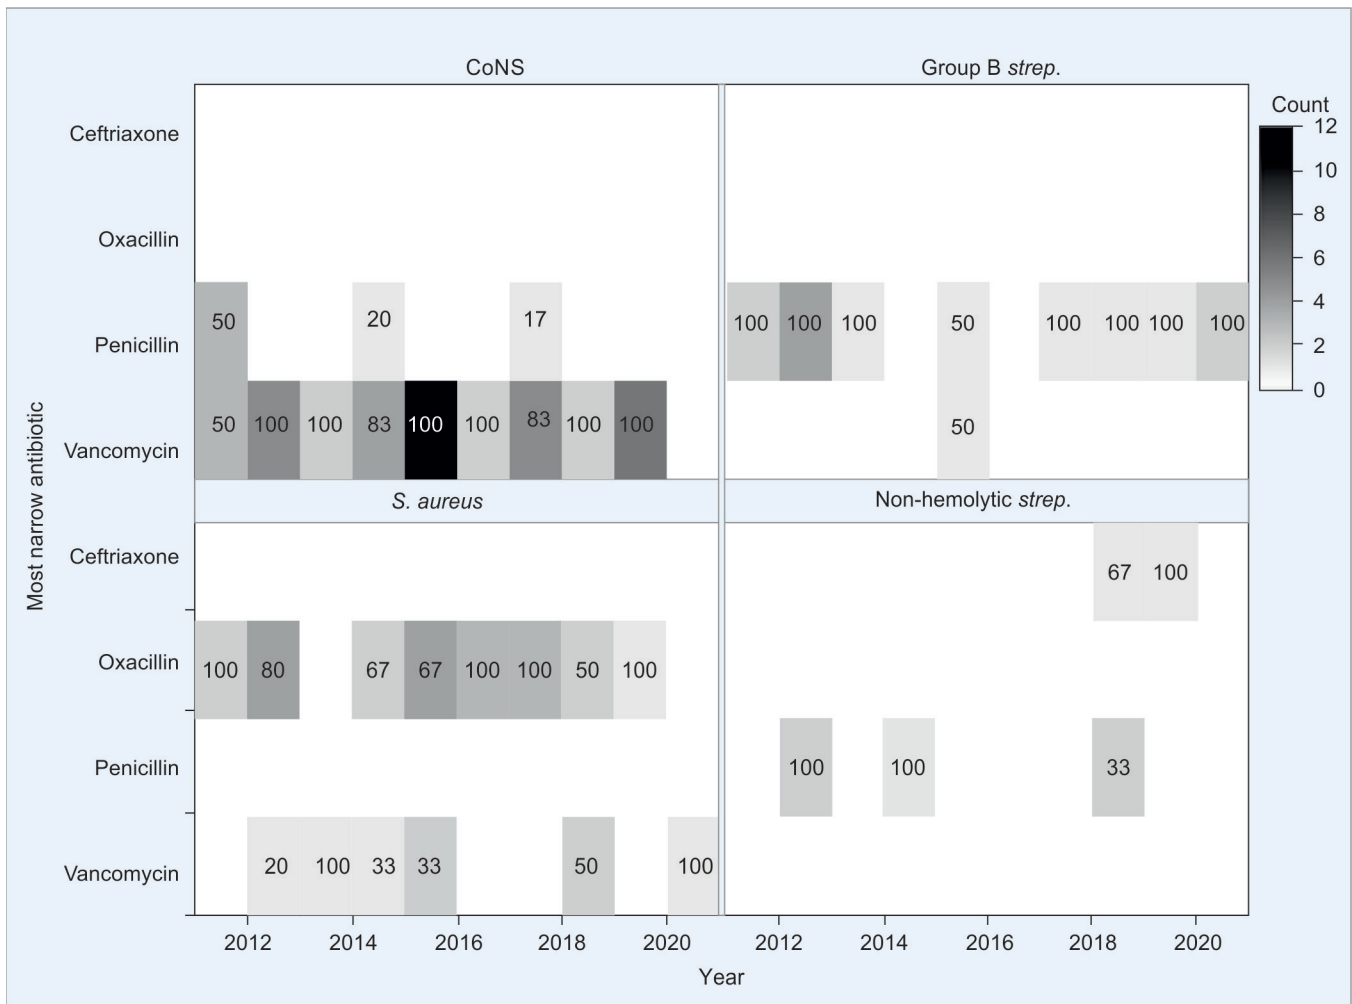 CoNS Group B strep.
Count
12
10
8
6
4
2
0
Ceftriaxone
Oxacillin
Penicillin
Vancomycin
50 20 17
50 100 100 83 100 100 83 100 100
100 100 100 50 100 100 100 100
50
S. aureus Non-hemolytic strep.
Most narrow antibiotic
Ceftriaxone
Oxacillin
Penicillin
Vancomycin
100 80 67 67 100 100 50 100
20 100 33 33 50 100
67 100
100 100 33
2012 2014 2016 2018 2020 2012 2014 2016 2018 2020
Year